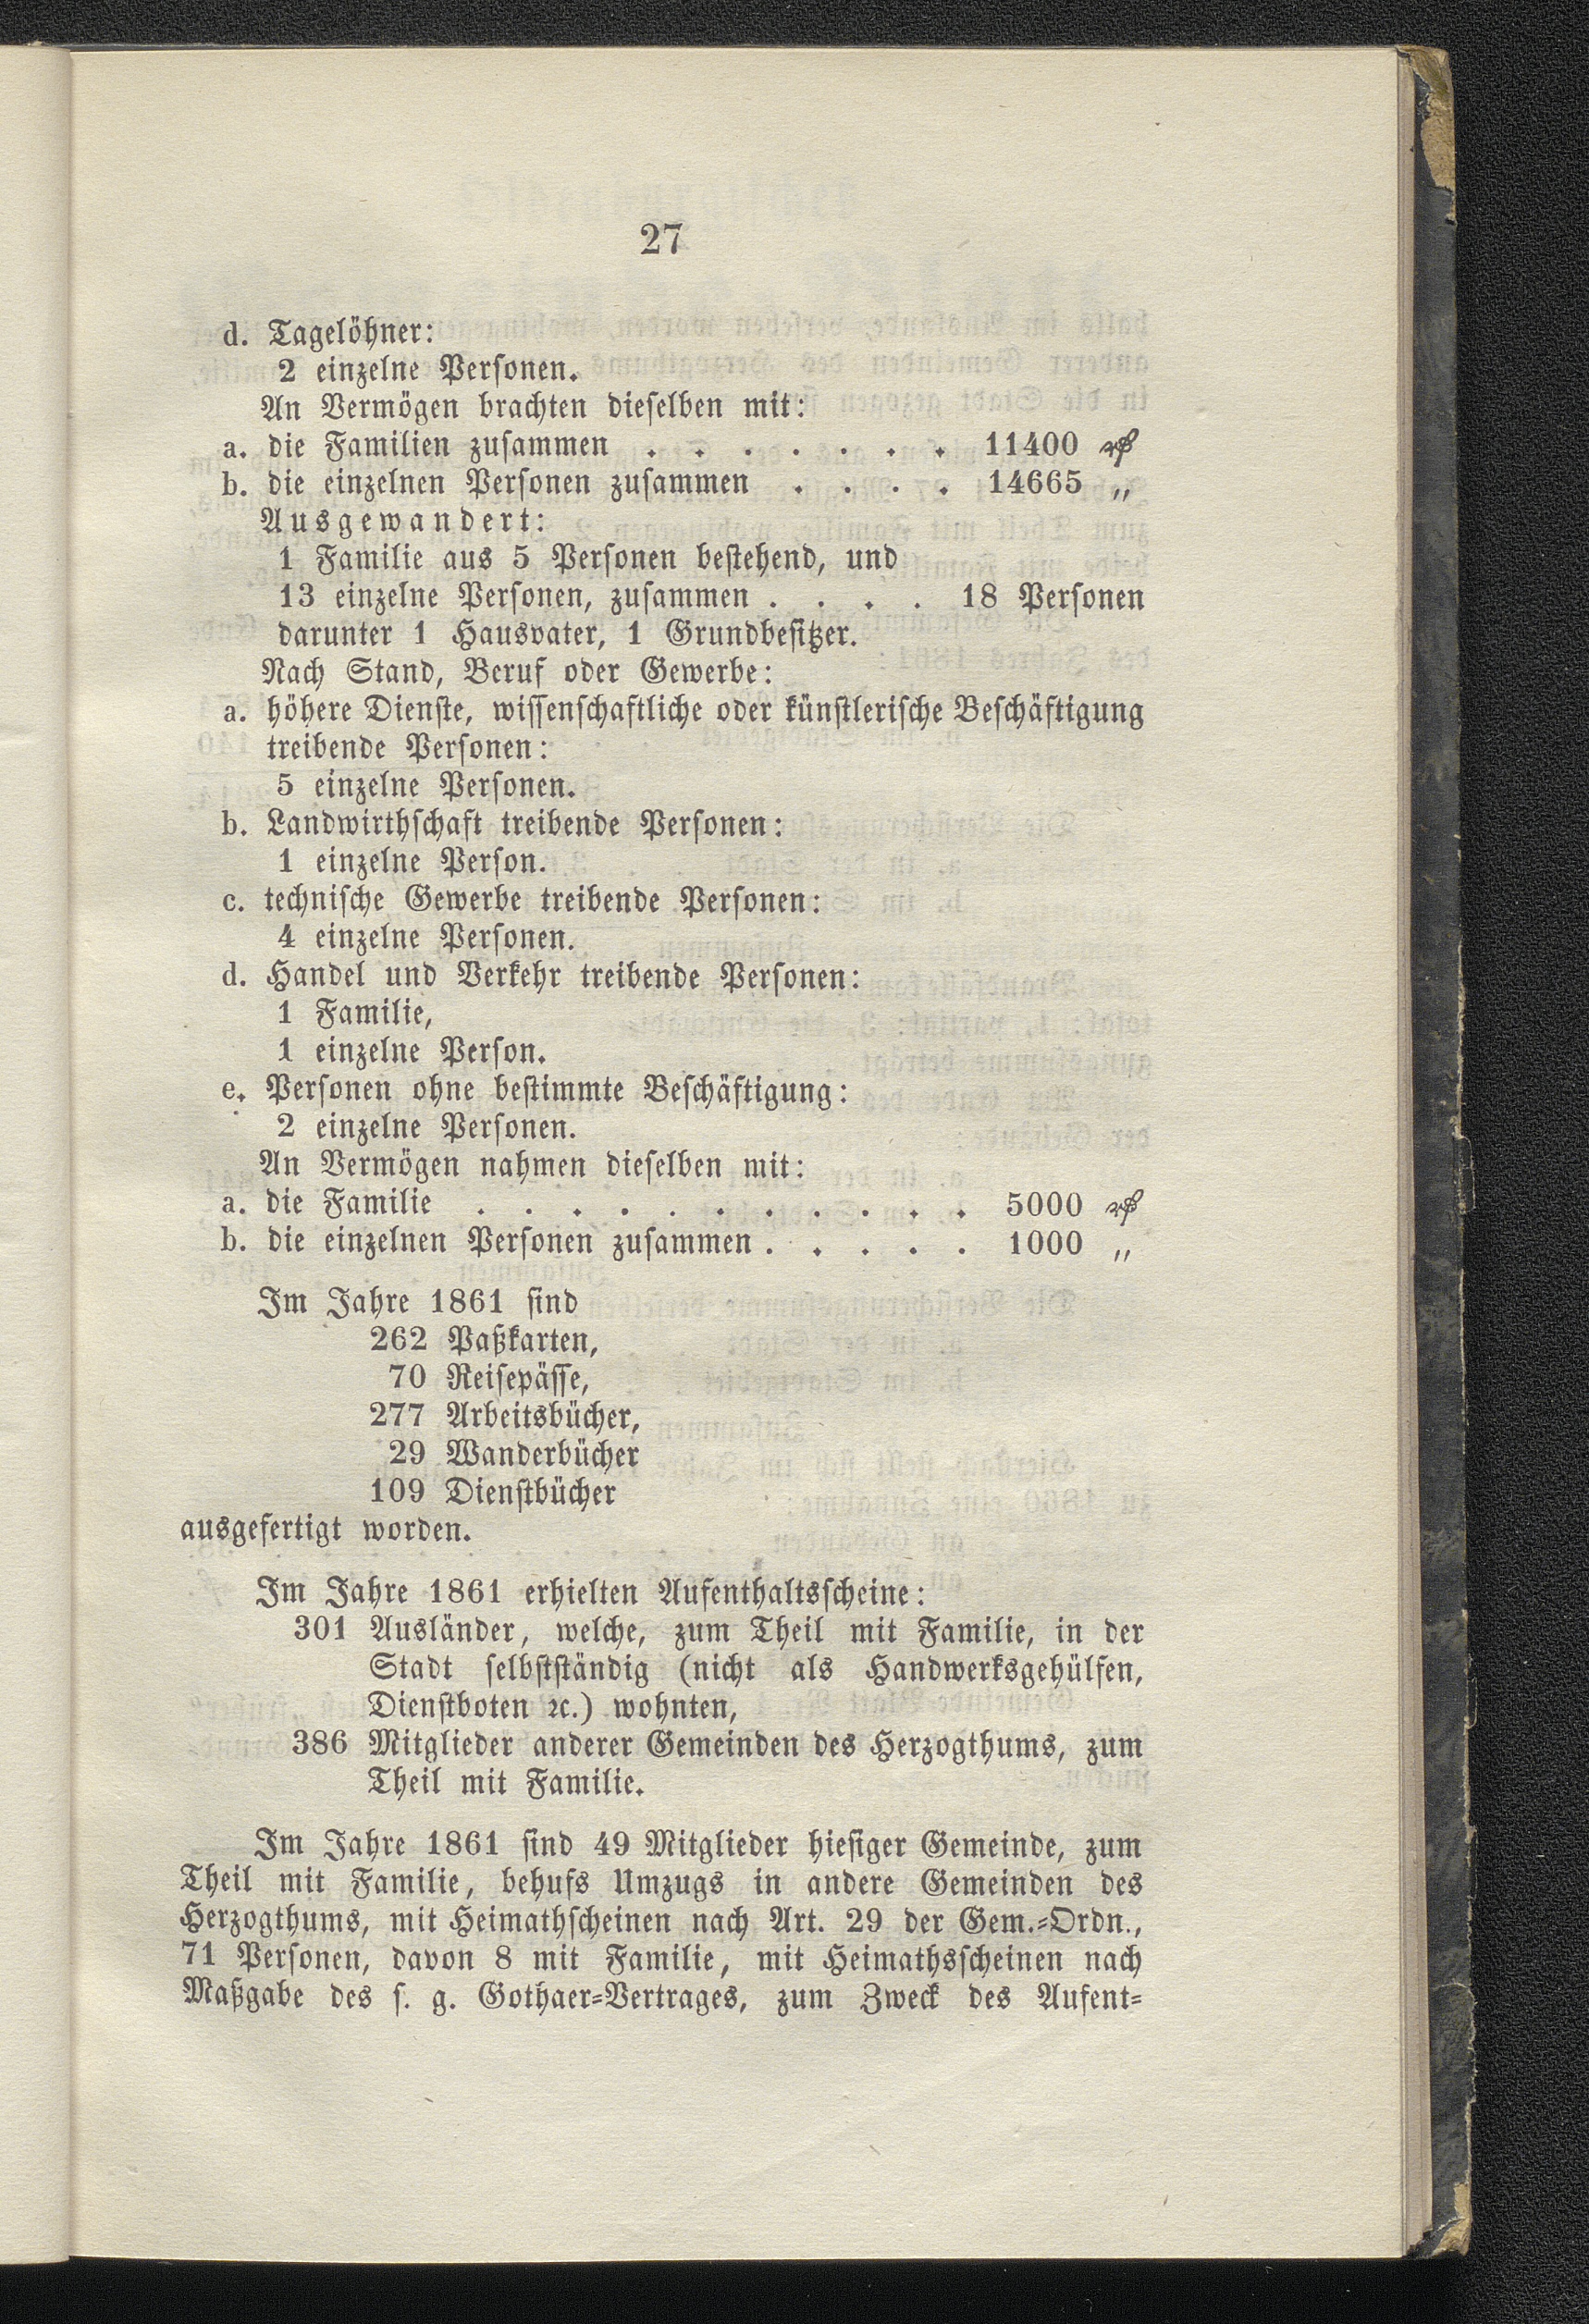 27
d. Tagelöhner:
2 einzelne Perſonen.
An Vermögen brachten dieſelben mit:
a. die Familien zuſammen . . . . . . . 11400 ₰
b. die einzelnen Perſonen zuſammen . . . . 14665 „
Ausgewandert:
1 Familie aus 5 Perſonen beſtehend, und
13 einzelne Perſonen, zuſammen . . . . 18 Perſonen
darunter 1 Hausvater, 1 Grundbeſitzer.
Nach Stand, Beruf oder Gewerbe:
a. höhere Dienſte, wiſſenſchaftliche oder künſtleriſche Beſchäftigung
treibende Perſonen:
5 einzelne Perſonen.
b. Landwirthſchaft treibende Perſonen:
1 einzelne Perſon.
c. techniſche Gewerbe treibende Perſonen:
4 einzelne Perſonen.
d. Handel und Verkehr treibende Perſonen:
1 Familie,
1 einzelne Perſon.
e. Perſonen ohne beſtimmte Beſchäftigung:
2 einzelne Perſonen.
An Vermögen nahmen dieſelben mit:
a. die Familie . . . . . . . . . . . 5000 ₰
b. die einzelnen Perſonen zuſammen . . . . . 1000 „
Im Jahre 1861 ſind
262 Paßkarten,
70 Reiſepäſſe,
277 Arbeitsbücher,
29 Wanderbücher
109 Dienſtbücher
ausgefertigt worden.
Im Jahre 1861 erhielten Aufenthaltsſcheine:
301 Ausländer, welche, zum Theil mit Familie, in der
Stadt ſelbſtſtändig (nicht als Handwerksgehülfen,
Dienſtboten ꝛc.) wohnten,
386 Mitglieder anderer Gemeinden des Herzogthums, zum
Theil mit Familie.
Im Jahre 1861 ſind 49 Mitglieder hieſiger Gemeinde, zum
Theil mit Familie, behufs Umzugs in andere Gemeinden des
Herzogthums, mit Heimathſcheinen nach Art. 29 der Gem.⸗Ordn.,
71 Perſonen, davon 8 mit Familie, mit Heimathsſcheinen nach
Maßgabe des ſ. g. Gothaer⸗Vertrages, zum Zweck des Aufent⸗